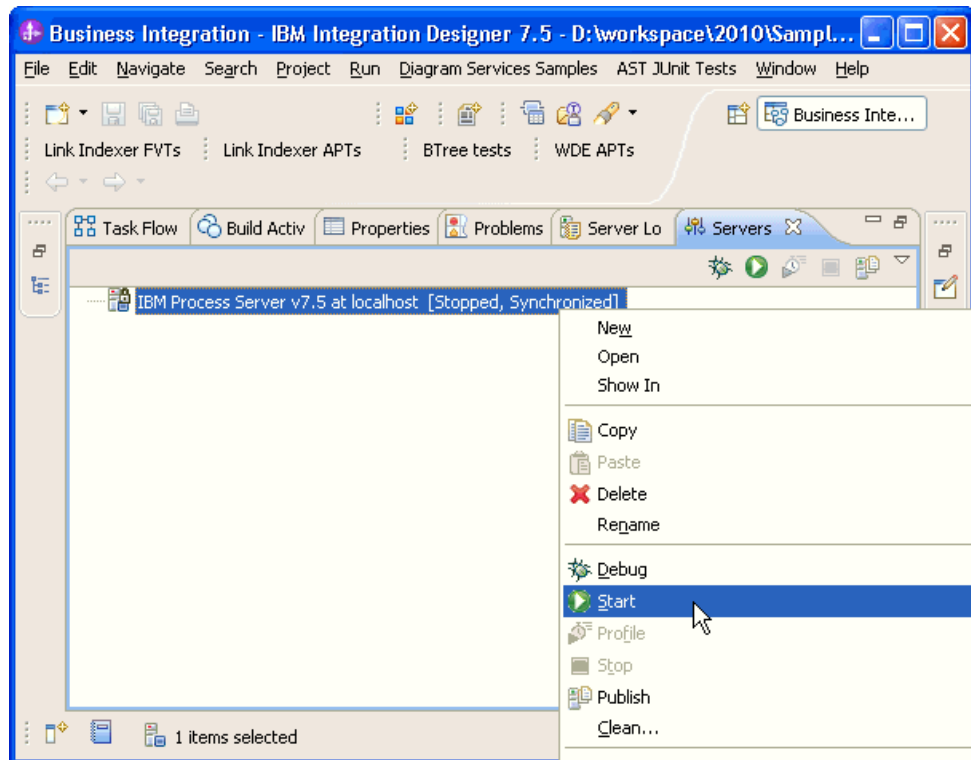 Business Integration - IBM Integration Designer 7.5 - D:\workspace\2010\Sampl...
File Edit Navigate Search Project Run Diagram Services Samples AST JUnit Tests Window Help
Business Inte...
Link Indexer FVTs Link Indexer APTs BTree tests WDE APTs
Task Flow Build Activ Properties Problems Server Lo Servers
IBM Process Server v7.5 at localhost [Stopped, Synchronized]
New
Open
Show In
Copy
Paste
Delete
Rename
Debug
Start
Profile
Stop
Publish
Clean...
1 items selected